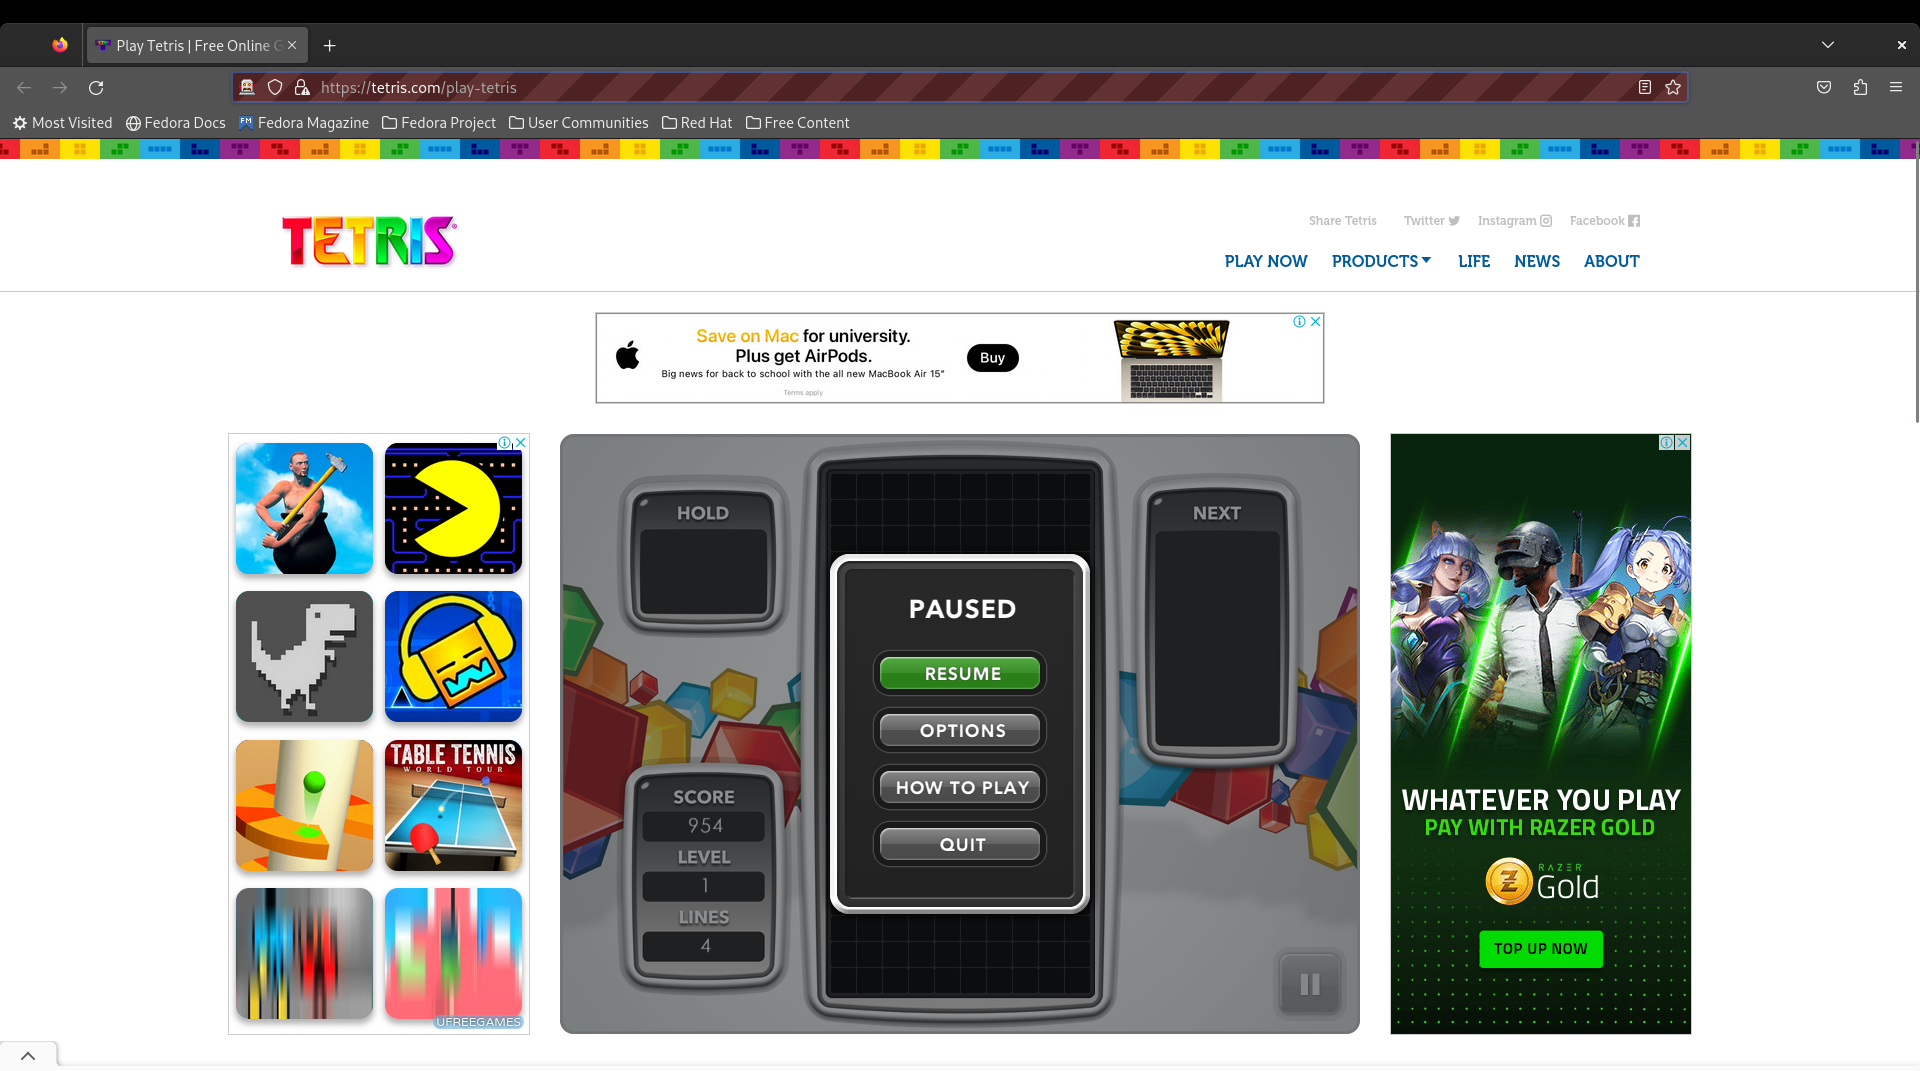 Play Tetris | Free Online G
https://tetris.com/play-tetris
Most Visited
Fedora Docs
FM
Fedora Magazine
Fedora Project
User Communities
Red Hat
Free Content
TETRIS®
Share Tetris
Twitter
Instagram
Facebook
PLAY NOW
PRODUCTS
LIFE
NEWS
ABOUT
Save on Mac for university.
Plus get AirPods.
Big news for back to school with the all new MacBook Air 15"
Terms apply
Buy
TABLE TENNIS
WORLD TOUR
UFREEGAMES
HOLD
NEXT
PAUSED
RESUME
OPTIONS
HOW TO PLAY
QUIT
SCORE
954
LEVEL
1
LINES
4
WHATEVER YOU PLAY
PAY WITH RAZER GOLD
RAZER
Gold
TOP UP NOW